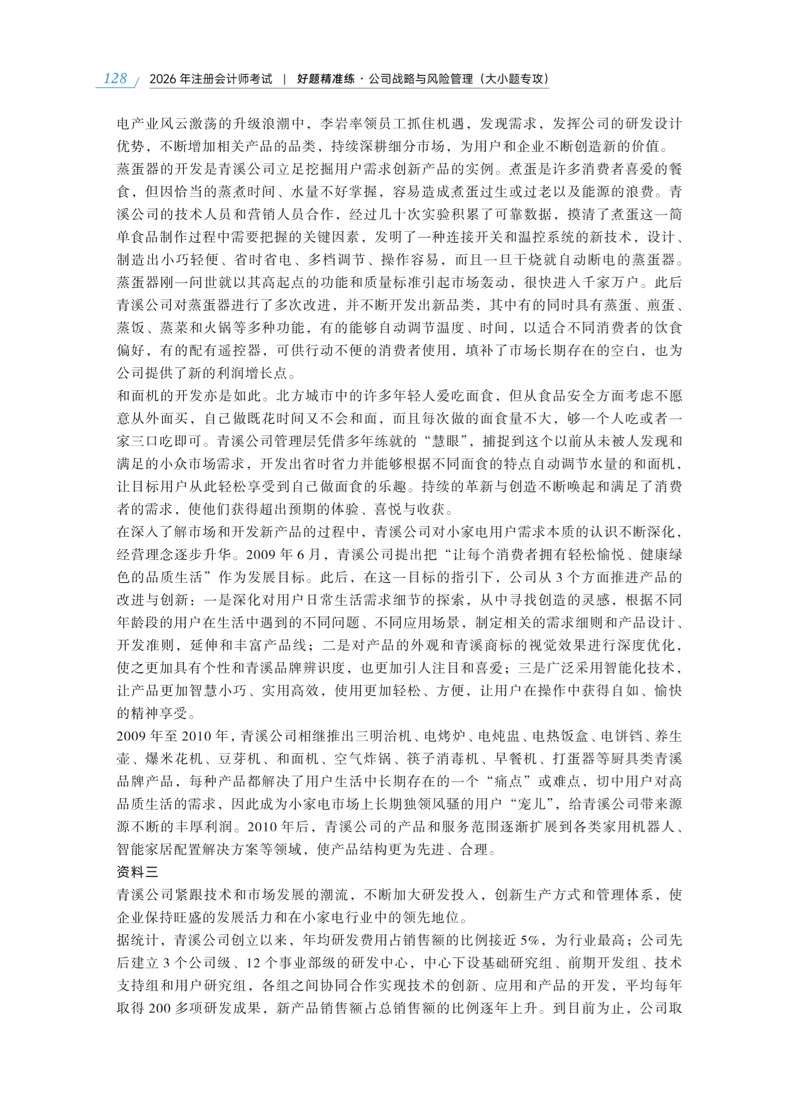 128 2026 年注册会计师考试 | 好题精准练·公司战略与风险管理（大小题专攻）
电产业风云激荡的升级浪潮中，李岩率领员工抓住机遇，发现需求，发挥公司的研发设计
优势，不断增加相关产品的品类，持续深耕细分市场，为用户和企业不断创造新的价值。
蒸蛋器的开发是青溪公司立足挖掘用户需求创新产品的实例。煮蛋是许多消费者喜爱的餐
食，但因恰当的蒸煮时间、水量不好掌握，容易造成煮蛋过生或过老以及能源的浪费。青
溪公司的技术人员和营销人员合作，经过几十次实验积累了可靠数据，摸清了煮蛋这一简
单食品制作过程中需要把握的关键因素，发明了一种连接开关和温控系统的新技术，设计、
制造出小巧轻便、省时省电、多档调节、操作容易，而且一旦干烧就自动断电的蒸蛋器。
蒸蛋器刚一问世就以其高起点的功能和质量标准引起市场轰动，很快进入千家万户。此后
青溪公司对蒸蛋器进行了多次改进，并不断开发出新品类，其中有的同时具有蒸蛋、煎蛋、
蒸饭、蒸菜和火锅等多种功能，有的能够自动调节温度、时间，以适合不同消费者的饮食
偏好，有的配有遥控器，可供行动不便的消费者使用，填补了市场长期存在的空白，也为
公司提供了新的利润增长点。
和面机的开发亦是如此。北方城市中的许多年轻人爱吃面食，但从食品安全方面考虑不愿
意从外面买，自己做既花时间又不会和面，而且每次做的面食量不大，够一个人吃或者一
家三口吃即可。青溪公司管理层凭借多年练就的“慧眼”，捕捉到这个以前从未被人发现和
满足的小众市场需求，开发出省时省力并能够根据不同面食的特点自动调节水量的和面机，
让目标用户从此轻松享受到自己做面食的乐趣。持续的革新与创造不断唤起和满足了消费
者的需求，使他们获得超出预期的体验、喜悦与收获。
在深入了解市场和开发新产品的过程中，青溪公司对小家电用户需求本质的认识不断深化，
经营理念逐步升华。2009 年 6 月，青溪公司提出把“让每个消费者拥有轻松愉悦、健康绿
色的品质生活”作为发展目标。此后，在这一目标的指引下，公司从 3 个方面推进产品的
改进与创新：一是深化对用户日常生活需求细节的探索，从中寻找创造的灵感，根据不同
年龄段的用户在生活中遇到的不同问题、不同应用场景，制定相关的需求细则和产品设计、
开发准则，延伸和丰富产品线；二是对产品的外观和青溪商标的视觉效果进行深度优化，
使之更加具有个性和青溪品牌辨识度，也更加引人注目和喜爱；三是广泛采用智能化技术，
让产品更加智慧小巧、实用高效，使用更加轻松、方便，让用户在操作中获得自如、愉快
的精神享受。
2009 年至 2010 年，青溪公司相继推出三明治机、电烤炉、电炖盅、电热饭盒、电饼铛、养生
壶、爆米花机、豆芽机、和面机、空气炸锅、筷子消毒机、早餐机、打蛋器等厨具类青溪
品牌产品，每种产品都解决了用户生活中长期存在的一个“痛点”或难点，切中用户对高
品质生活的需求，因此成为小家电市场上长期独领风骚的用户“宠儿”，给青溪公司带来源
源不断的丰厚利润。2010 年后，青溪公司的产品和服务范围逐渐扩展到各类家用机器人、
智能家居配置解决方案等领域，使产品结构更为先进、合理。
资料三
青溪公司紧跟技术和市场发展的潮流，不断加大研发投入，创新生产方式和管理体系，使
企业保持旺盛的发展活力和在小家电行业中的领先地位。
据统计，青溪公司创立以来，年均研发费用占销售额的比例接近 5%，为行业最高；公司先
后建立 3 个公司级、12 个事业部级的研发中心，中心下设基础研究组、前期开发组、技术
支持组和用户研究组，各组之间协同合作实现技术的创新、应用和产品的开发，平均每年
取得 200 多项研发成果，新产品销售额占总销售额的比例逐年上升。到目前为止，公司取